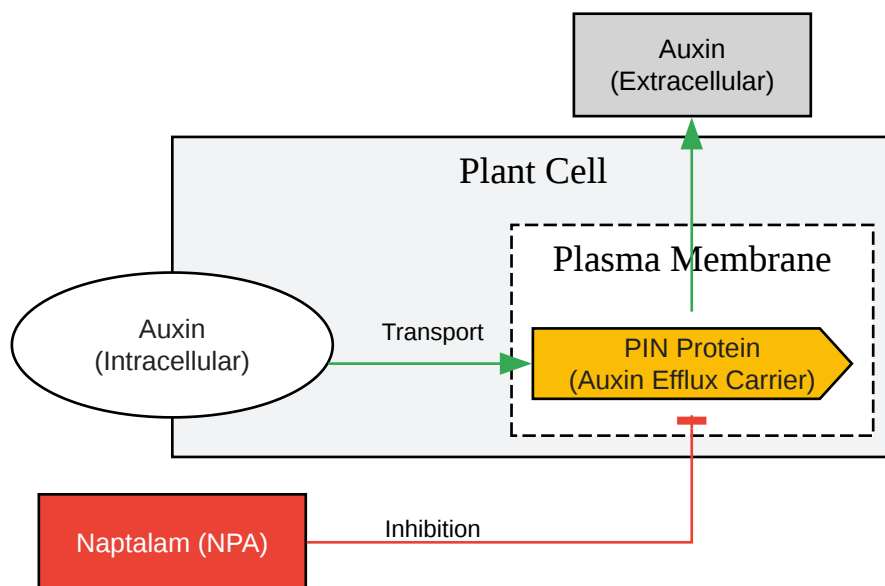 Auxin
(Extracellular)
Plant Cell
Plasma Membrane
Auxin
(Intracellular)
Transport
PIN Protein
(Auxin Efflux Carrier)
Naptalam (NPA)
Inhibition